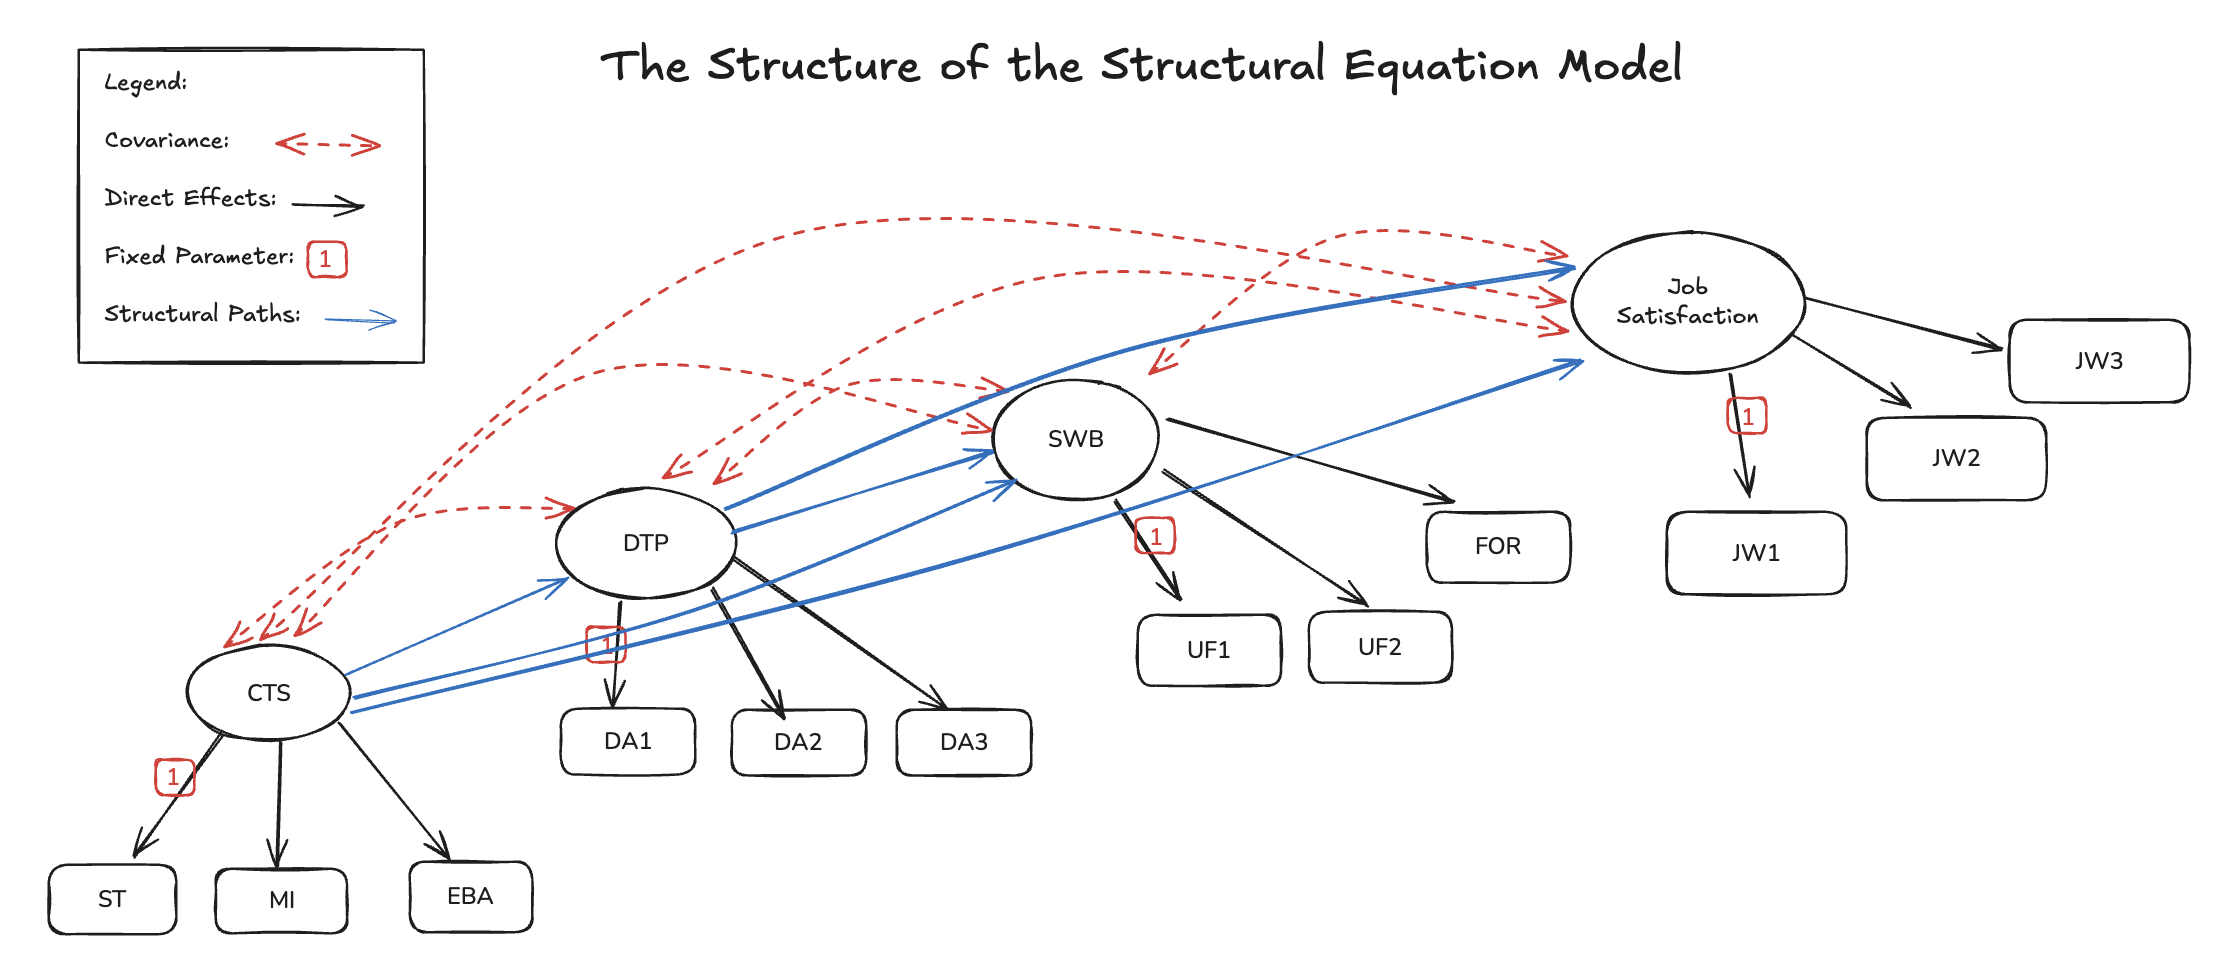 The Structure of the Structural Equation Model
Legend:
Covariance:
Direct Effects:
Fixed Parameter: 1
Structural Paths:
Job
Satisfaction
JW3
JW2
JW1
1
SWB
FOR
UF1
UF2
1
DTP
DA1
DA2
DA3
1
CTS
1
ST
MI
EBA